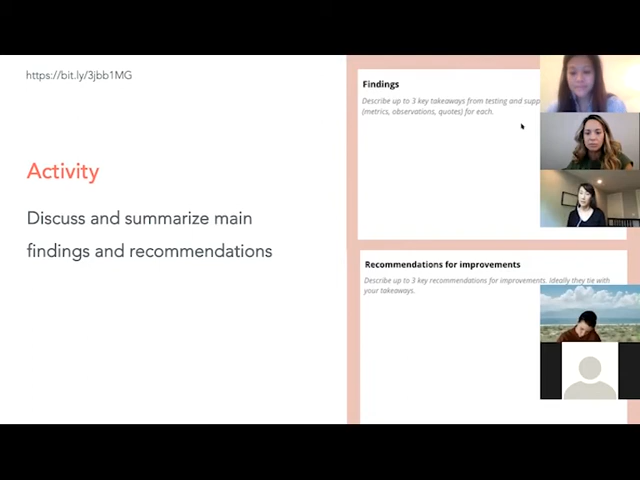 https://bit.ly/3jbb1MG
Activity
Discuss and summarize main
findings and recommendations
Findings
Describe up to 3 key takeaways from testing and supp
(metrics, observations, quotes) for each.
Recommendations for improvements
Describe up to 3 key recommendations for improvements. Ideally they tie with
your takeaways.